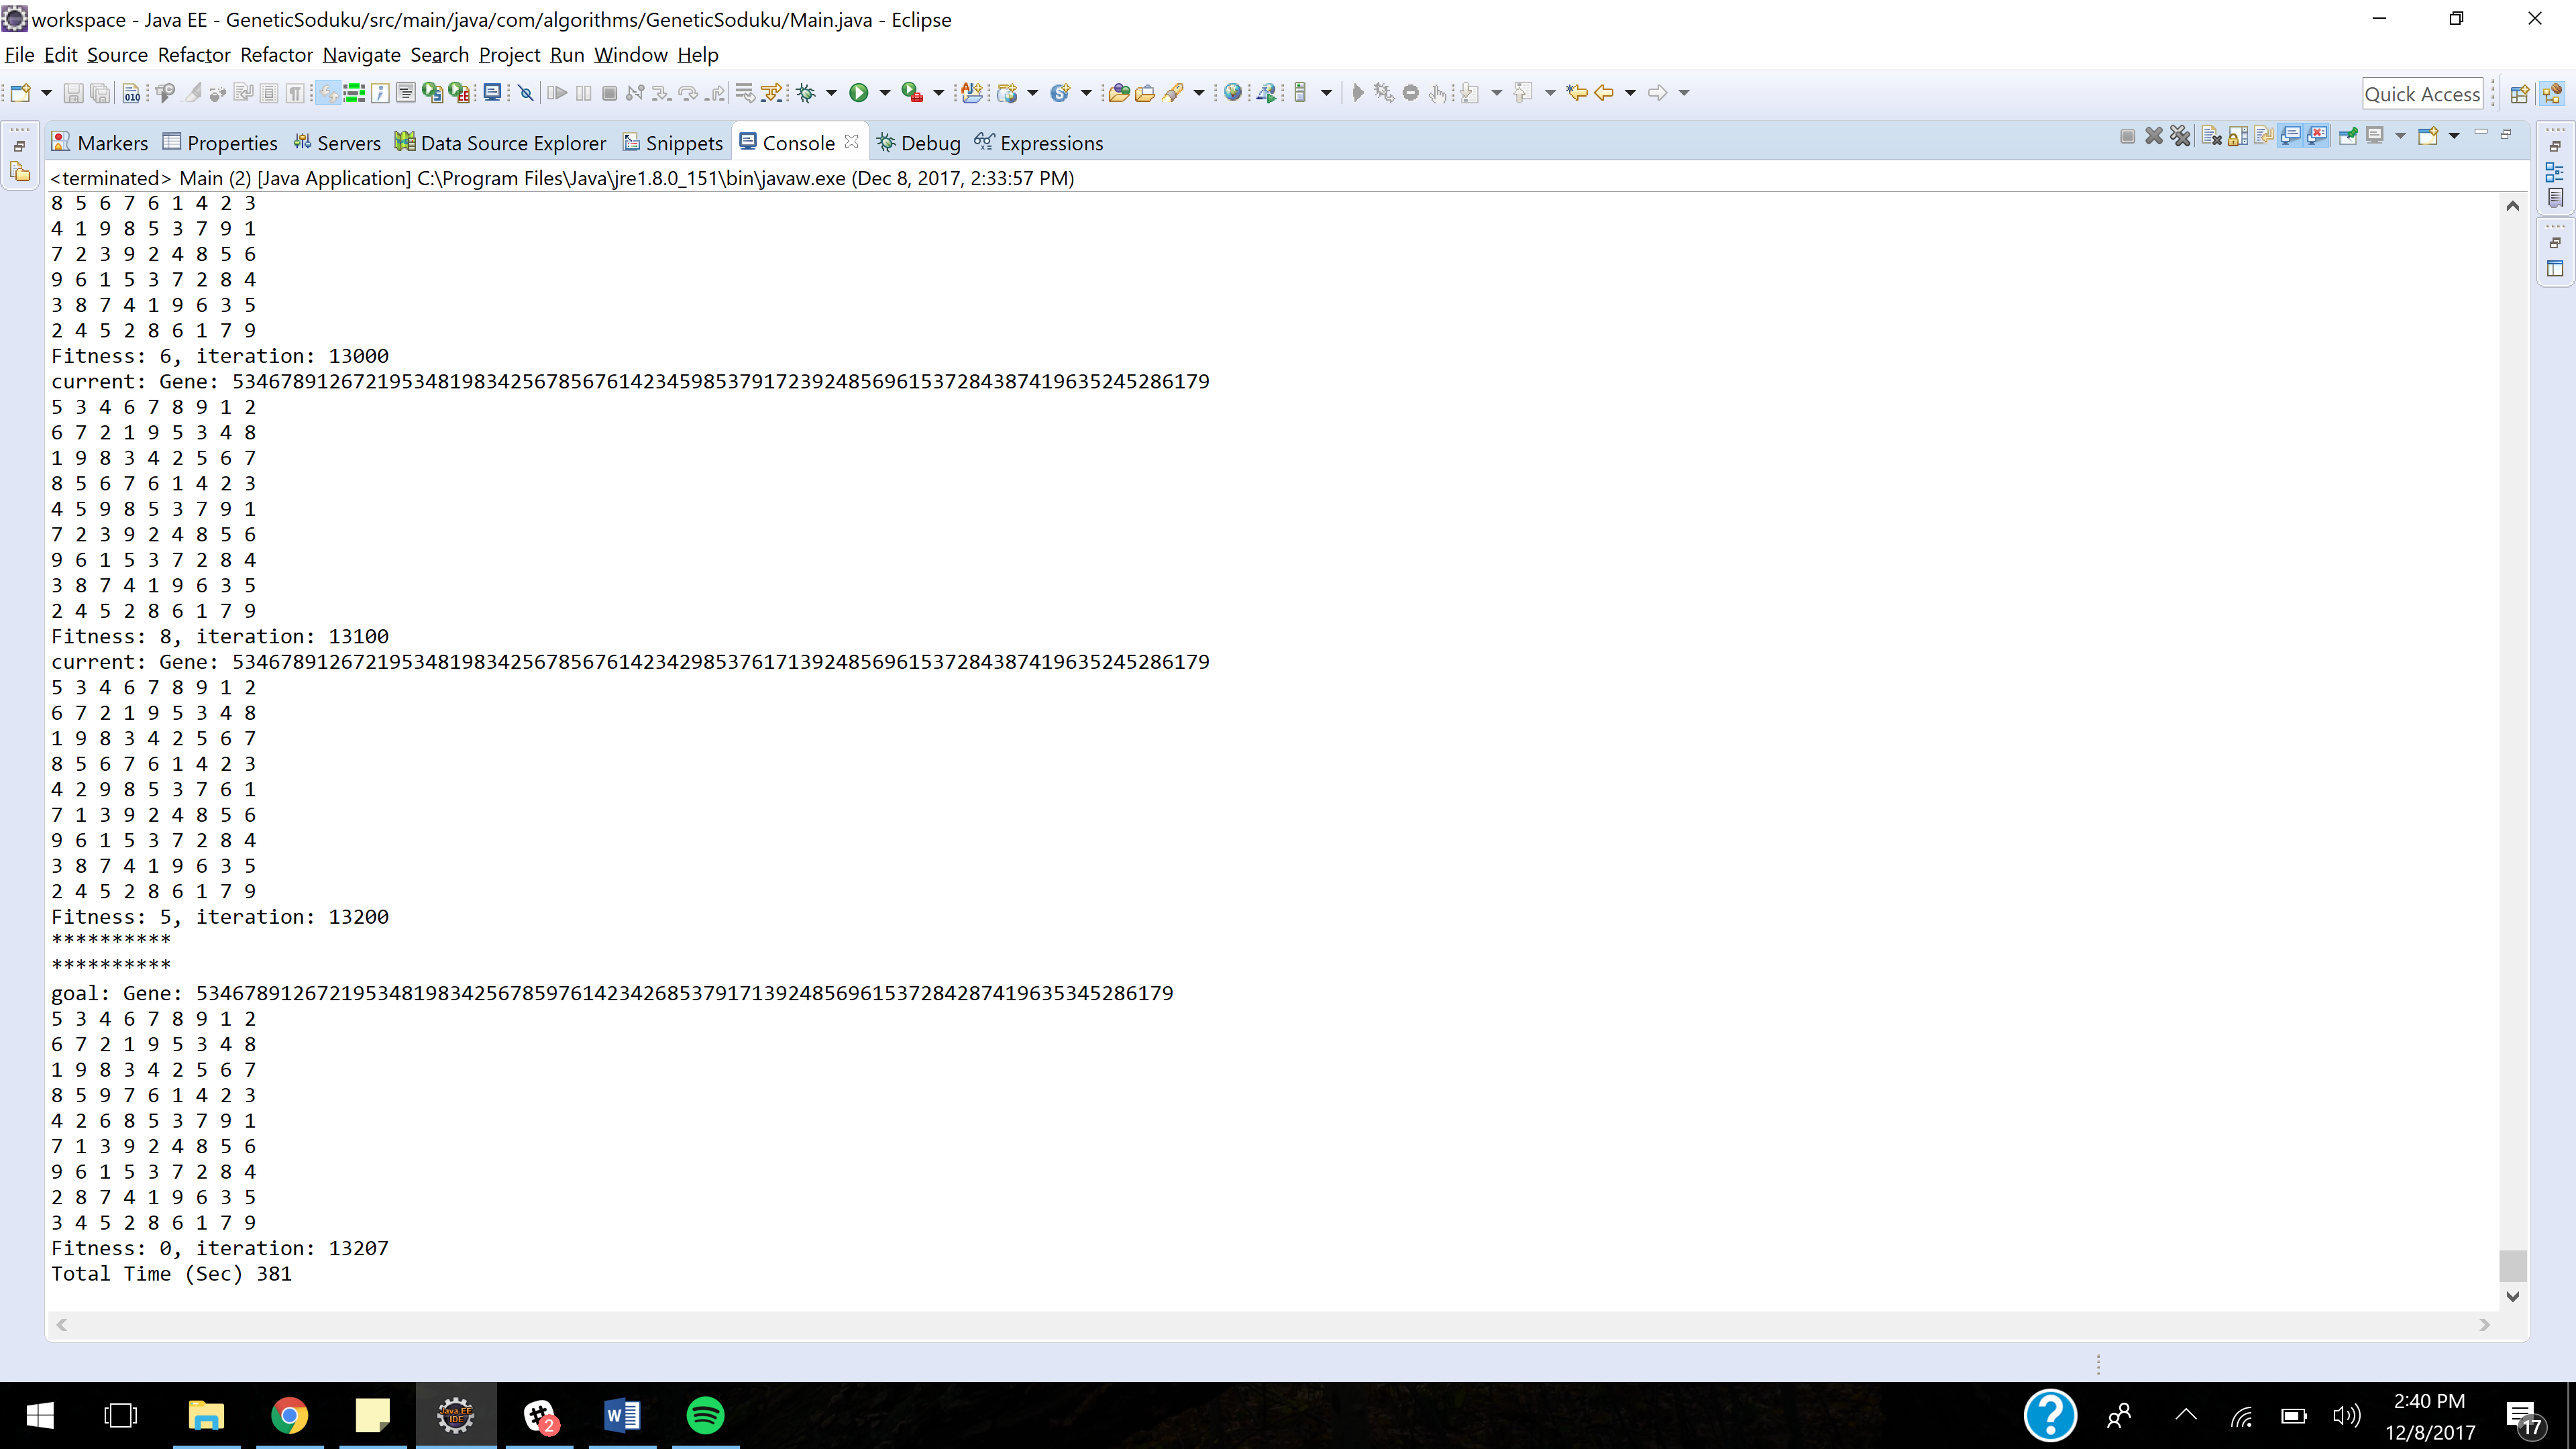 workspace - Java EE - GeneticSoduku/src/main/java/com/algorithms/GeneticSoduku/Main.java - Eclipse
File Edit Source Refactor Refactor Navigate Search Project Run Window Help
Quick Access
Markers Properties Servers Data Source Explorer Snippets Console Debug Expressions
<terminated> Main (2) [Java Application] C:\Program Files\Java\jre1.8.0_151\bin\javaw.exe (Dec 8, 2017, 2:33:57 PM)
8 5 6 7 6 1 4 2 3
4 1 9 8 5 3 7 9 1
7 2 3 9 2 4 8 5 6
9 6 1 5 3 7 2 8 4
3 8 7 4 1 9 6 3 5
2 4 5 2 8 6 1 7 9
Fitness: 6, iteration: 13000
current: Gene: 534678912672195348198342567856761423459853791723924856961537284387419635245286179
5 3 4 6 7 8 9 1 2
6 7 2 1 9 5 3 4 8
1 9 8 3 4 2 5 6 7
8 5 6 7 6 1 4 2 3
4 5 9 8 5 3 7 9 1
7 2 3 9 2 4 8 5 6
9 6 1 5 3 7 2 8 4
3 8 7 4 1 9 6 3 5
2 4 5 2 8 6 1 7 9
Fitness: 8, iteration: 13100
current: Gene: 534678912672195348198342567856761423429853761713924856961537284387419635245286179
5 3 4 6 7 8 9 1 2
6 7 2 1 9 5 3 4 8
1 9 8 3 4 2 5 6 7
8 5 6 7 6 1 4 2 3
4 2 9 8 5 3 7 6 1
7 1 3 9 2 4 8 5 6
9 6 1 5 3 7 2 8 4
3 8 7 4 1 9 6 3 5
2 4 5 2 8 6 1 7 9
Fitness: 5, iteration: 13200
**********
**********
goal: Gene: 534678912672195348198342567859761423426853791713924856961537284287419635345286179
5 3 4 6 7 8 9 1 2
6 7 2 1 9 5 3 4 8
1 9 8 3 4 2 5 6 7
8 5 9 7 6 1 4 2 3
4 2 6 8 5 3 7 9 1
7 1 3 9 2 4 8 5 6
9 6 1 5 3 7 2 8 4
2 8 7 4 1 9 6 3 5
3 4 5 2 8 6 1 7 9
Fitness: 0, iteration: 13207
Total Time (Sec) 381
Java EE
IDE
2
2:40 PM
12/8/2017
17